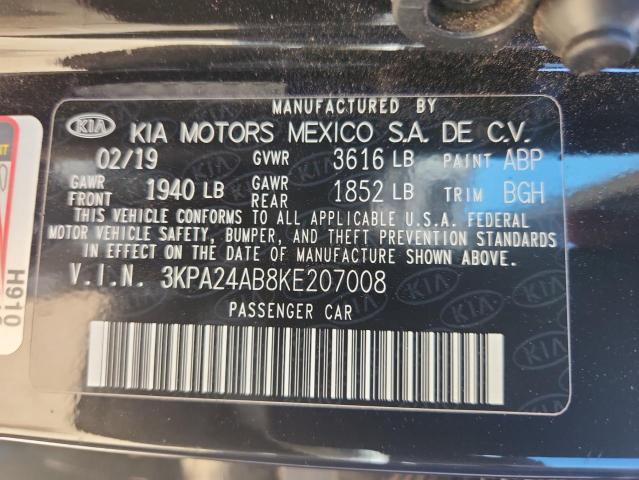 MANUFACTURED BY
KIA KIA MOTORS MEXICO S.A. DE C.V.
02/19 GVWR 3616 LB PAINT ABP
GAWR FRONT 1940 LB GAWR REAR 1852 LB TRIM BGH
THIS VEHICLE CONFORMS TO ALL APPLICABLE U.S.A. FEDERAL
MOTOR VEHICLE SAFETY, BUMPER, AND THEFT PREVENTION STANDARDS
IN EFFECT ON THE DATE OF MANUFACTURE SHOWN ABOVE.
V.I.N. 3KPA24AB8KE207008
PASSENGER CAR
H910